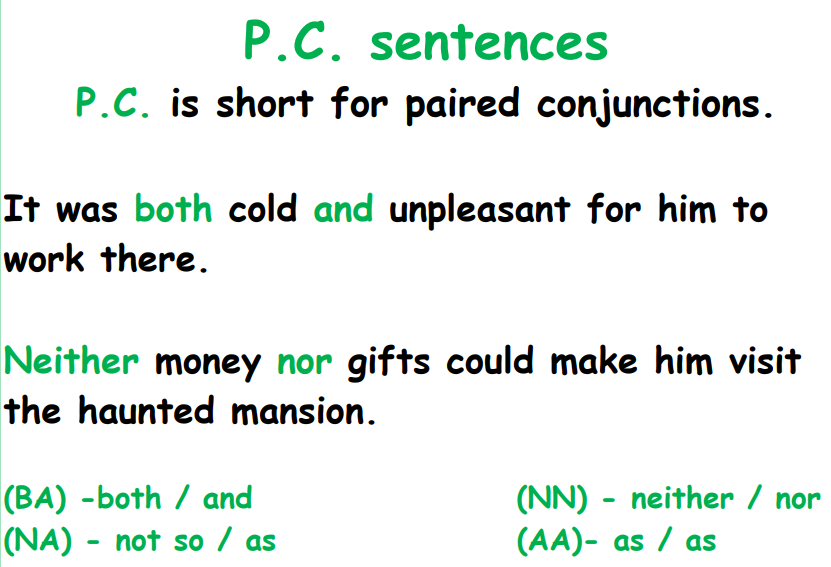 P.C. sentences
P.C. is short for paired conjunctions.
It was both cold and unpleasant for him to
work there.
Neither money nor gifts could make him visit
the haunted mansion.
(BA) -both / and
(NN) - neither / nor
(NA) - not so / as
(AA)- as / as